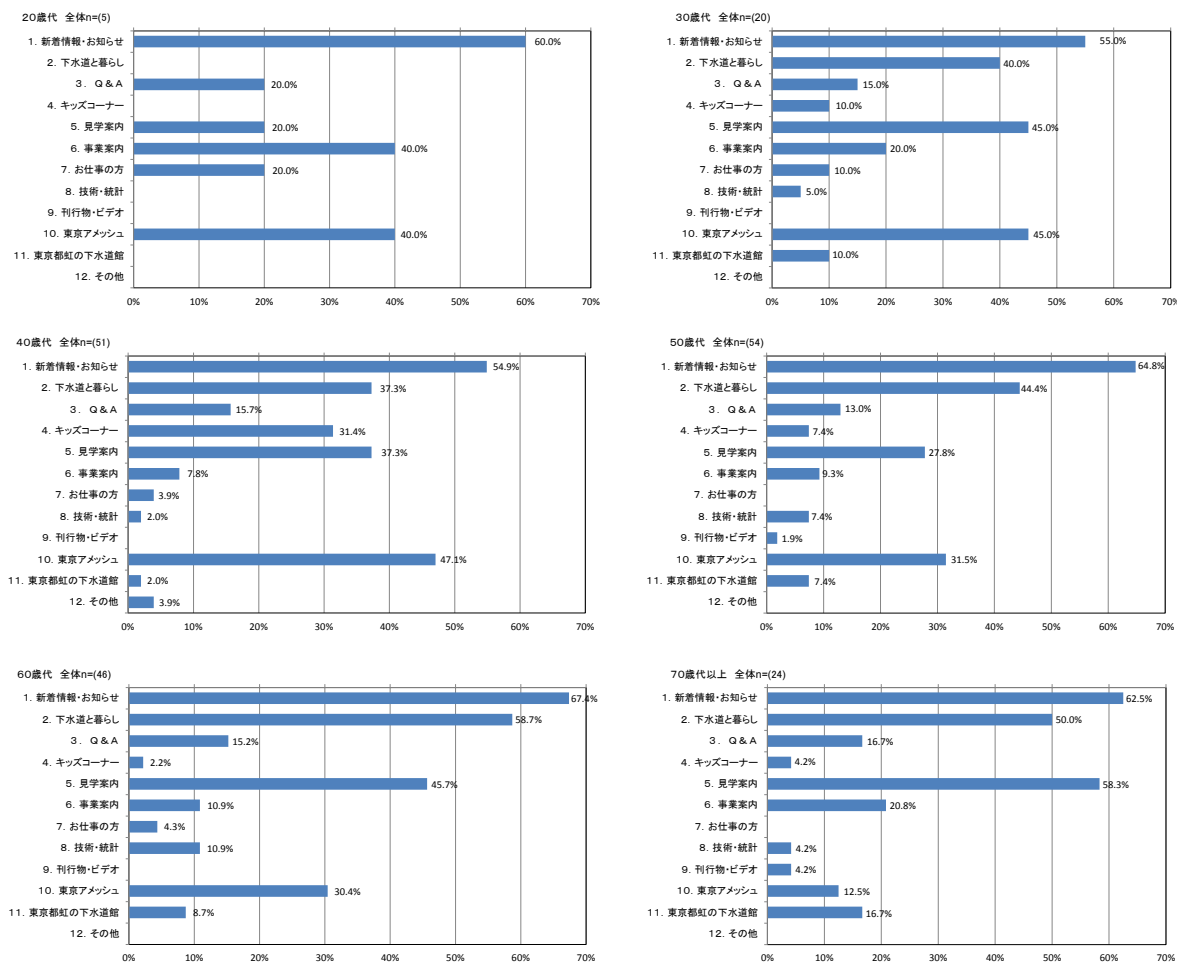 20歳代 全体n=(5)
1. 新着情報・お知らせ 60.0%
2. 下水道と暮らし
3. Q&A 20.0%
4. キッズコーナー
5. 見学案内 20.0%
6. 事業案内 40.0%
7. お仕事の方 20.0%
8. 技術・統計
9. 刊行物・ビデオ
10. 東京アメッシュ 40.0%
11. 東京都虹の下水道館
12. その他
0% 10% 20% 30% 40% 50% 60% 70%
30歳代 全体n=(20)
1. 新着情報・お知らせ 55.0%
2. 下水道と暮らし 40.0%
3. Q&A 15.0%
4. キッズコーナー 10.0%
5. 見学案内 45.0%
6. 事業案内 20.0%
7. お仕事の方 10.0%
8. 技術・統計 5.0%
9. 刊行物・ビデオ
10. 東京アメッシュ 45.0%
11. 東京都虹の下水道館 10.0%
12. その他
0% 10% 20% 30% 40% 50% 60% 70%
40歳代 全体n=(51)
1. 新着情報・お知らせ 54.9%
2. 下水道と暮らし 37.3%
3. Q&A 15.7%
4. キッズコーナー 31.4%
5. 見学案内 37.3%
6. 事業案内 7.8%
7. お仕事の方 3.9%
8. 技術・統計 2.0%
9. 刊行物・ビデオ
10. 東京アメッシュ 47.1%
11. 東京都虹の下水道館 2.0%
12. その他 3.9%
0% 10% 20% 30% 40% 50% 60% 70%
50歳代 全体n=(54)
1. 新着情報・お知らせ 64.8%
2. 下水道と暮らし 44.4%
3. Q&A 13.0%
4. キッズコーナー 7.4%
5. 見学案内 27.8%
6. 事業案内 9.3%
7. お仕事の方
8. 技術・統計 7.4%
9. 刊行物・ビデオ 1.9%
10. 東京アメッシュ 31.5%
11. 東京都虹の下水道館 7.4%
12. その他
0% 10% 20% 30% 40% 50% 60% 70%
60歳代 全体n=(46)
1. 新着情報・お知らせ 67.4%
2. 下水道と暮らし 58.7%
3. Q&A 15.2%
4. キッズコーナー 2.2%
5. 見学案内 45.7%
6. 事業案内 10.9%
7. お仕事の方 4.3%
8. 技術・統計 10.9%
9. 刊行物・ビデオ
10. 東京アメッシュ 30.4%
11. 東京都虹の下水道館 8.7%
12. その他
0% 10% 20% 30% 40% 50% 60% 70%
70歳代以上 全体n=(24)
1. 新着情報・お知らせ 62.5%
2. 下水道と暮らし 50.0%
3. Q&A 16.7%
4. キッズコーナー 4.2%
5. 見学案内 58.3%
6. 事業案内 20.8%
7. お仕事の方
8. 技術・統計 4.2%
9. 刊行物・ビデオ 4.2%
10. 東京アメッシュ 12.5%
11. 東京都虹の下水道館 16.7%
12. その他
0% 10% 20% 30% 40% 50% 60% 70%